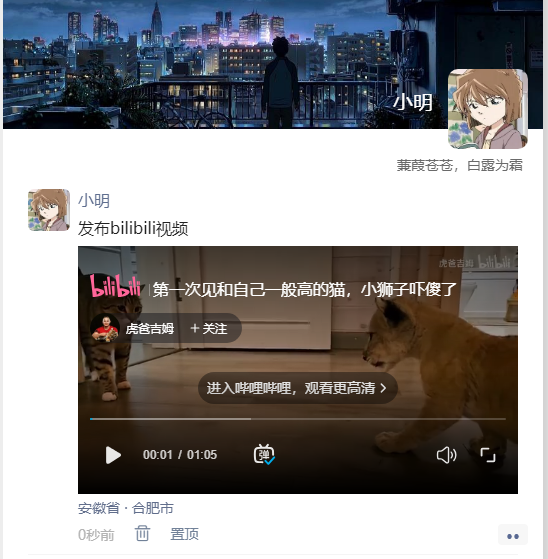 小明
蒹葭苍苍，白露为霜
小明
发布bilibili视频
虎爸吉姆 bilibili
bilibili 第一次见和自己一般高的猫，小狮子吓傻了
虎爸吉姆 + 关注
进入哔哩哔哩，观看更高清 >
00:01 / 01:05 弹
安徽省 · 合肥市
0秒前 置顶